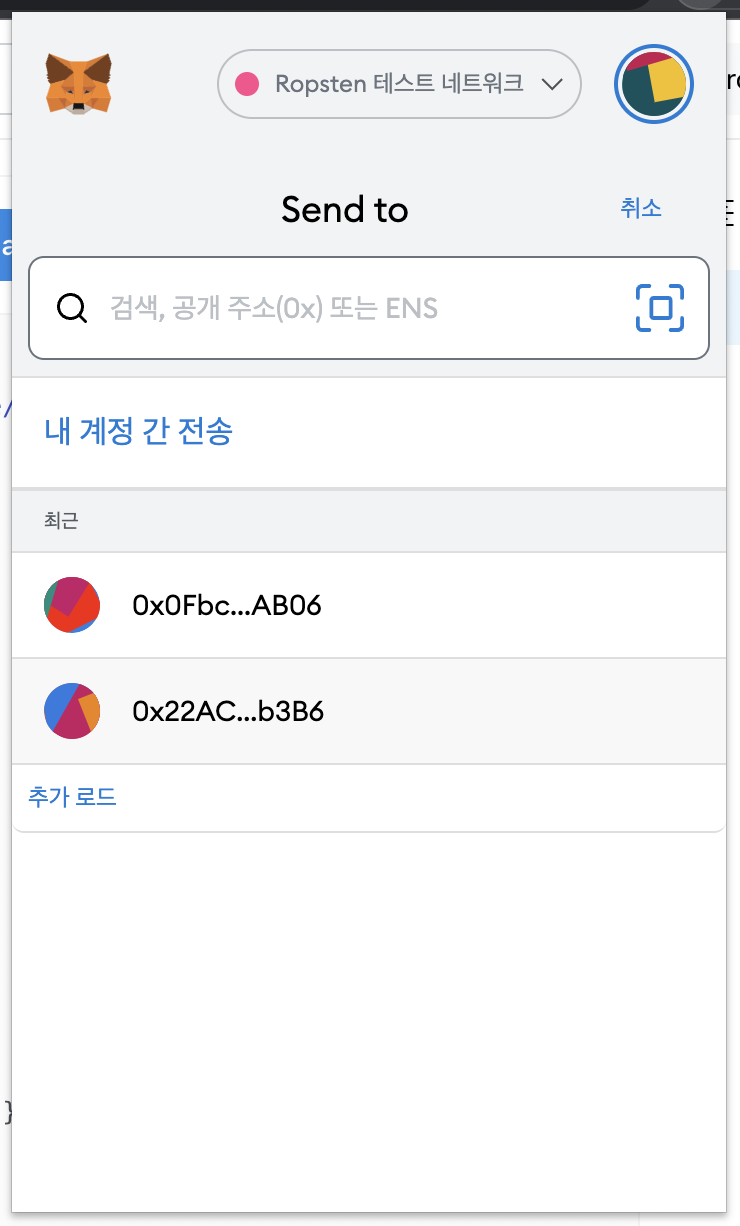 Ropsten 테스트 네트워크
Send to
취소
검색, 공개 주소(0x) 또는 ENS
내 계정 간 전송
최근
0x0Fbc...AB06
0x22AC...b3B6
추가 로드
}